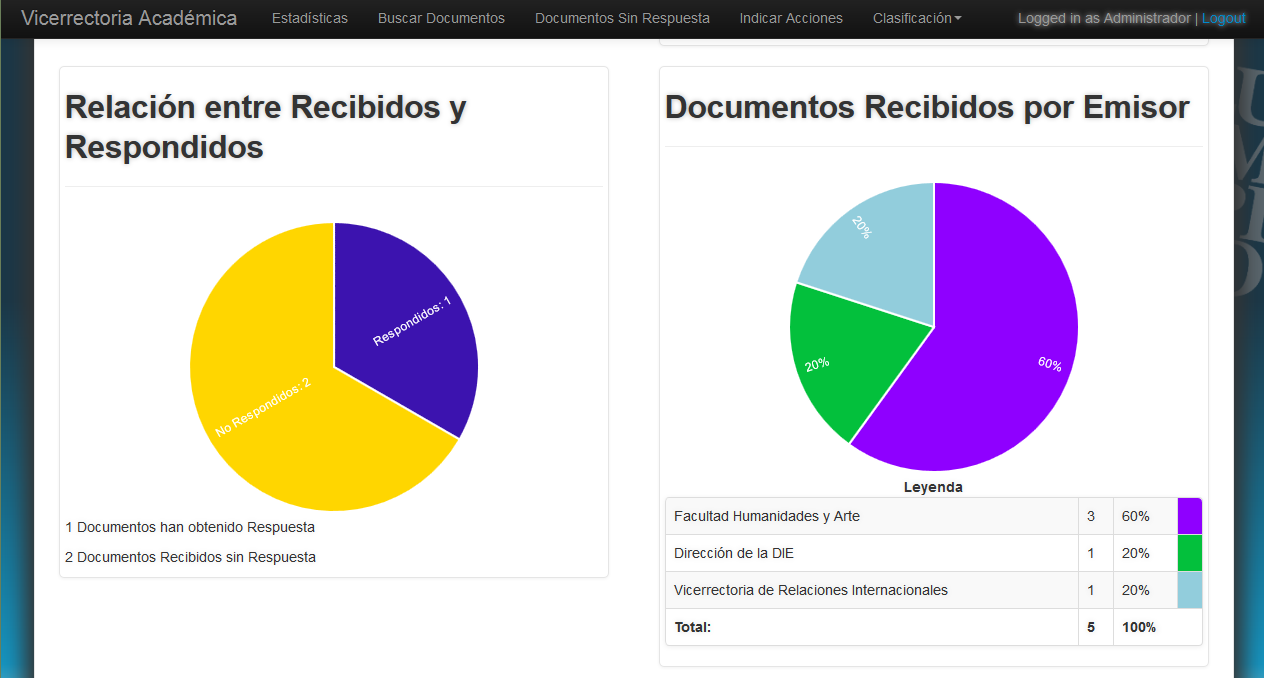 Vicerrectoria Académica Estadísticas Buscar Documentos Documentos Sin Respuesta Indicar Acciones Clasificación Logged in as Administrador | Logout
Relación entre Recibidos y
Respondidos
Respondidos: 1
No Respondidos: 2
1 Documentos han obtenido Respuesta
2 Documentos Recibidos sin Respuesta
Documentos Recibidos por Emisor
20%
20%
60%
Leyenda
Facultad Humanidades y Arte 3 60%
Dirección de la DIE 1 20%
Vicerrectoria de Relaciones Internacionales 1 20%
Total: 5 100%